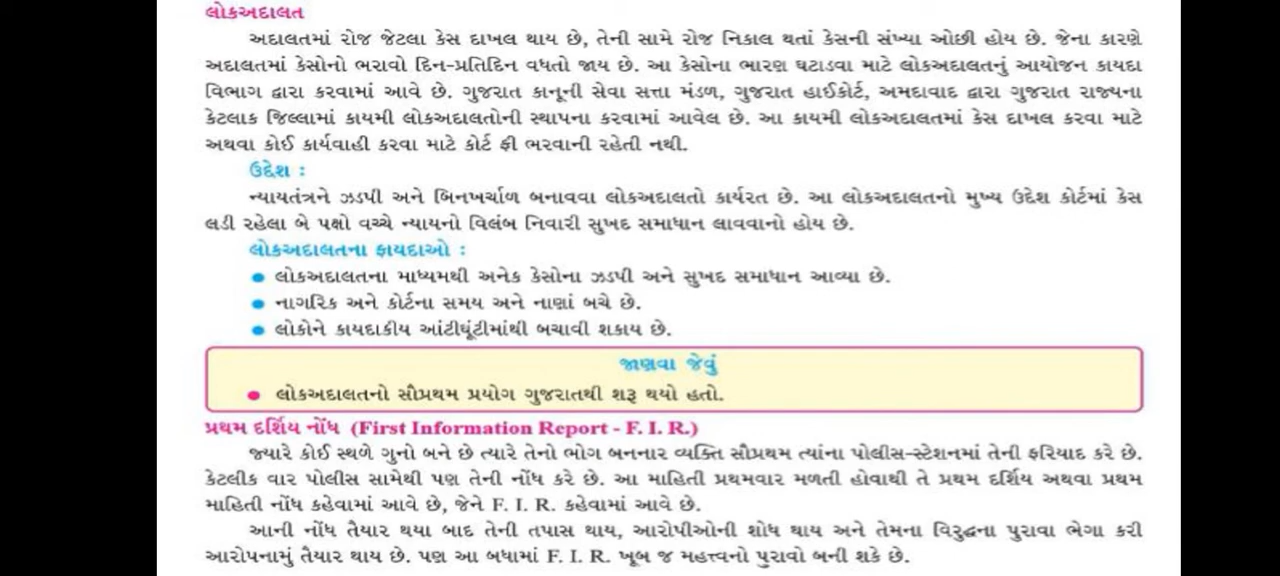 લોકઅદાલત
અદાલતમાં રોજ જેટલા કેસ દાખલ થાય છે, તેની સામે રોજ નિકાલ થતાં કેસની સંખ્યા ઓછી હોય છે. જેના કારણે
અદાલતમાં કેસોનો ભરાવો દિન-પ્રતિદિન વધતો જાય છે. આ કેસોના ભારણ ઘટાડવા માટે લોકઅદાલતનું આયોજન કાયદા
વિભાગ દ્વારા કરવામાં આવે છે. ગુજરાત કાનૂની સેવા સત્તા મંડળ, ગુજરાત હાઈકોર્ટ, અમદાવાદ દ્વારા ગુજરાત રાજ્યના
કેટલાક જિલ્લામાં કાયમી લોકઅદાલતોની સ્થાપના કરવામાં આવેલ છે. આ કાયમી લોકઅદાલતમાં કેસ દાખલ કરવા માટે
અથવા કોઈ કાર્યવાહી કરવા માટે કોર્ટ ફી ભરવાની રહેતી નથી.
ઉદ્દેશ :
ન્યાયતંત્રને ઝડપી અને બિનખર્ચાળ બનાવવા લોકઅદાલતો કાર્યરત છે. આ લોકઅદાલતનો મુખ્ય ઉદ્દેશ કોર્ટમાં કેસ
લડી રહેલા બે પક્ષો વચ્ચે ન્યાયનો વિલંબ નિવારી સુખદ સમાધાન લાવવાનો હોય છે.
લોકઅદાલતના ફાયદાઓ :
● લોકઅદાલતના માધ્યમથી અનેક કેસોના ઝડપી અને સુખદ સમાધાન આવ્યા છે.
● નાગરિક અને કોર્ટના સમય અને નાણાં બચે છે.
● લોકોને કાયદાકીય આંટીઘૂંટીમાંથી બચાવી શકાય છે.
જાણવા જેવું
● લોકઅદાલતનો સૌપ્રથમ પ્રયોગ ગુજરાતથી શરૂ થયો હતો.
પ્રથમ દર્શિય નોંધ (First Information Report - F. I. R.)
જ્યારે કોઈ સ્થળે ગુનો બને છે ત્યારે તેનો ભોગ બનનાર વ્યક્તિ સૌપ્રથમ ત્યાંના પોલીસ-સ્ટેશનમાં તેની ફરિયાદ કરે છે.
કેટલીક વાર પોલીસ સામેથી પણ તેની નોંધ કરે છે. આ માહિતી પ્રથમવાર મળતી હોવાથી તે પ્રથમ દર્શિય અથવા પ્રથમ
માહિતી નોંધ કહેવામાં આવે છે, જેને F. I. R. કહેવામાં આવે છે.
આની નોંધ તૈયાર થયા બાદ તેની તપાસ થાય, આરોપીઓની શોધ થાય અને તેમના વિરુદ્ધના પુરાવા ભેગા કરી
આરોપનામું તૈયાર થાય છે. પણ આ બધામાં F. I. R. ખૂબ જ મહત્ત્વનો પુરાવો બની શકે છે.